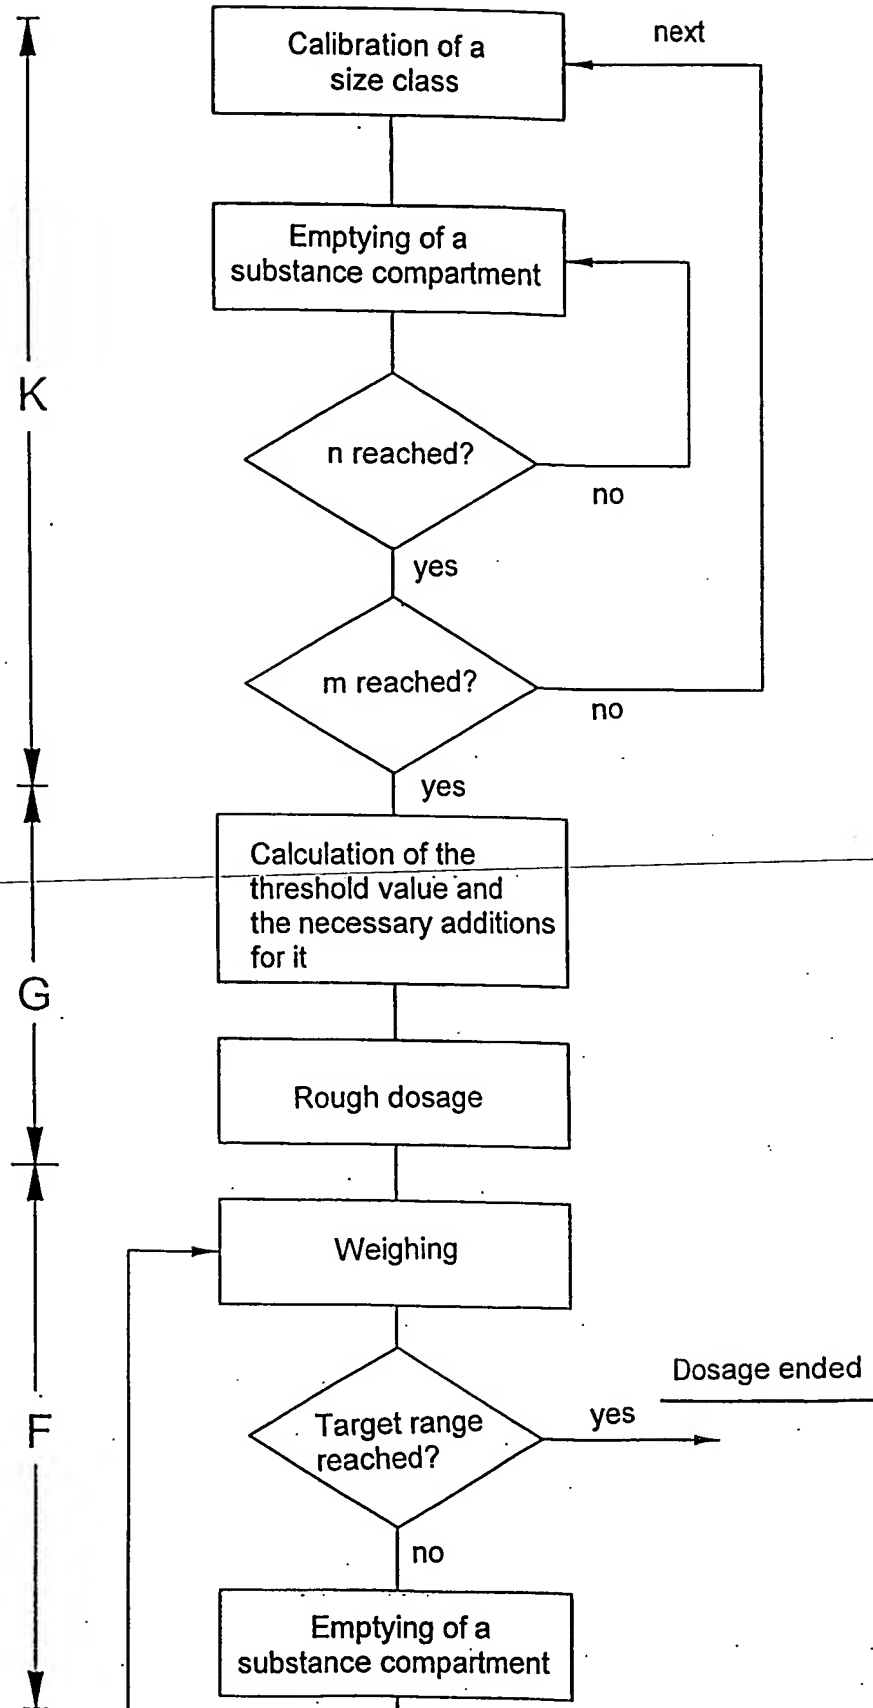 next
Calibration of a
size class
Emptying of a
substance compartment
K
n reached?
no
yes
m reached?
no
yes
Calculation of the
threshold value and
the necessary additions
for it
G
Rough dosage
Weighing
Dosage ended
yes
Target range
reached?
F
no
Emptying of a
substance compartment